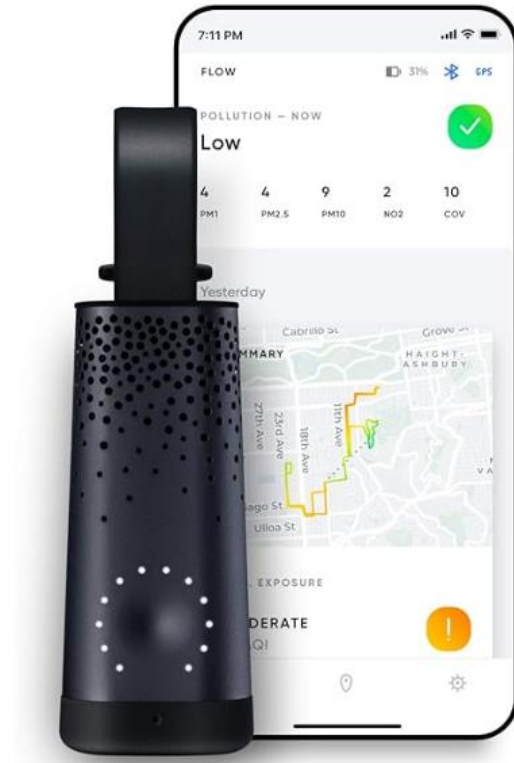 7:11 PM
FLOW 31% GPS
POLLUTION — NOW
Low
4 4 9 2 10
PM1 PM2.5 PM10 NO2 COV
Yesterday
Cabrillo St Grove
MMARY HAIGHT-
ASHBURY
27th Ave 23rd Ave 18th Ave 11th Ave
VA
ago St
Ulloa St
EXPOSURE
DERATE
AQI